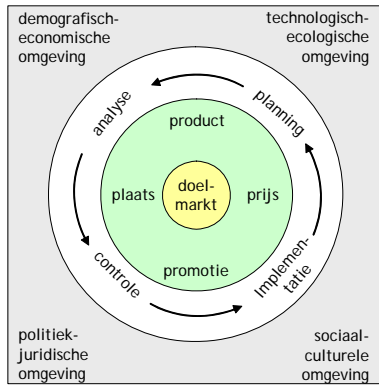 demografisch-
economische
omgeving
technologisch-
ecologische
omgeving
analyse
planning
product
plaats
doel-
markt
prijs
promotie
controle
Implemen-
tatie
politiek-
juridische
omgeving
sociaal-
culturele
omgeving